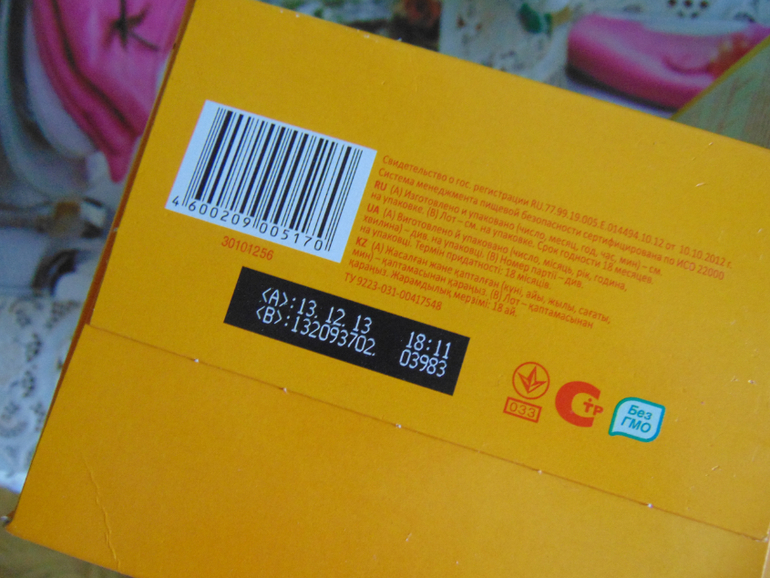 4 600209 005170
30101256
Свидетельство о гос. регистрации RU.77.99.19.005.Е.014494.10.12 от 10.10.2012 г.
Система менеджмента пищевой безопасности сертифицирована по ИСО 22000
RU (А) Изготовлено и упаковано (число, месяц, год, час, мин) – см.
на упаковке. (В) Лот – см. на упаковке. Срок годности 18 месяцев.
UA (А) Виготовлено й упаковано (число, місяць, рік, година,
хвилина) – див. на упаковці. (В) Номер партії – див.
на упаковці. Термін придатності: 18 місяців.
KZ (А) Жасалған және қапталған (күні, айы, жылы, сағаты,
мин) – қаптамасынан қараңыз. (В) Лот – қаптамасынан
қараңыз. Жарамдылық мерзімі: 18 ай.
ТУ 9223-031-00417548
<A>:13.12.13 18:11
<B>:132093702. 03983
033
СТР
Без
ГМО